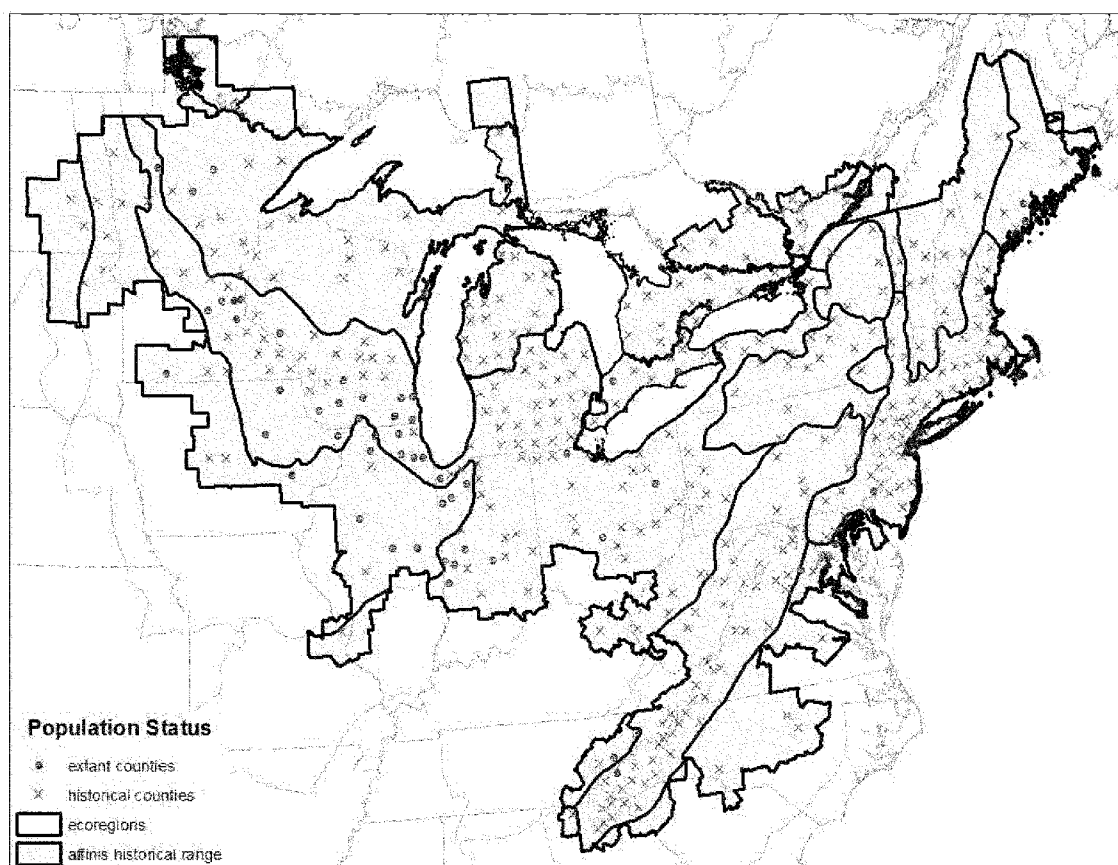 Population Status
extant counties
historical counties
ecoregions
affinis historical range